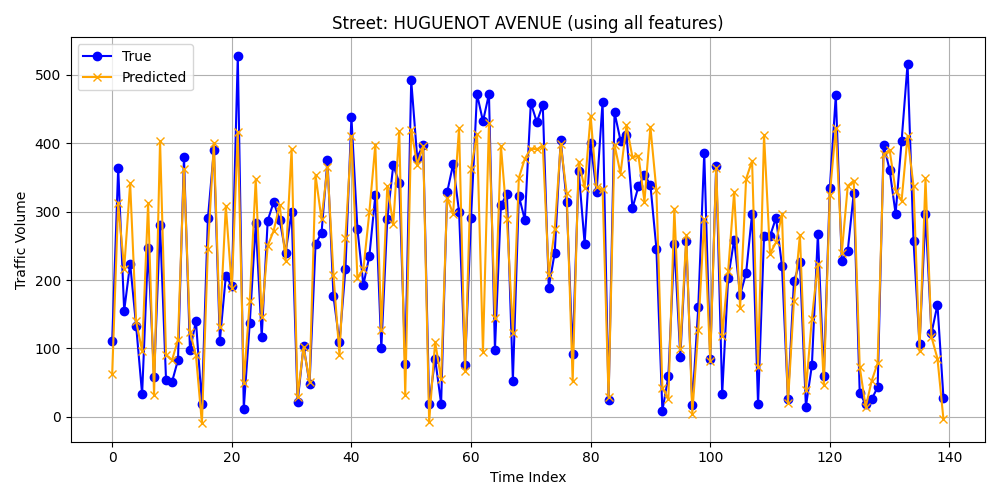 Street: HUGUENOT AVENUE (using all features)
True
Predicted
Traffic Volume
500
400
300
200
100
0
0 20 40 60 80 100 120 140
Time Index